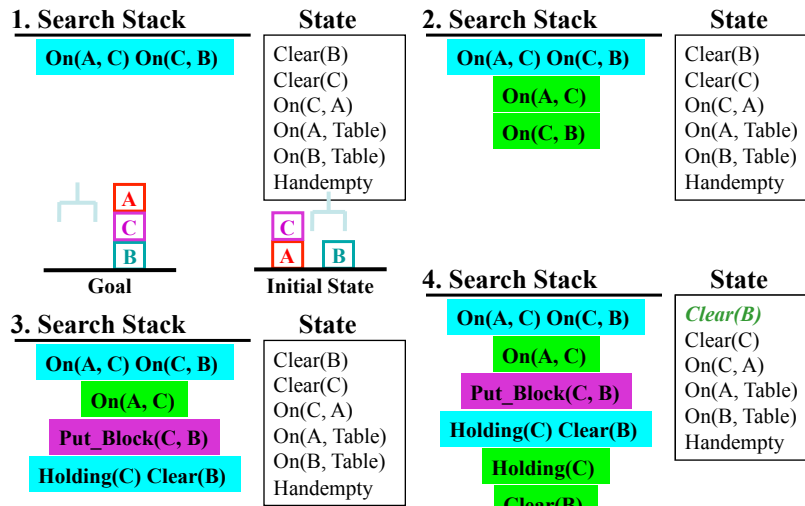 1. Search Stack State
On(A, C) On(C, B)
Clear(B)
Clear(C)
On(C, A)
On(A, Table)
On(B, Table)
Handempty
A
C
B
Goal
C
A B
Initial State
2. Search Stack State
On(A, C) On(C, B)
On(A, C)
On(C, B)
Clear(B)
Clear(C)
On(C, A)
On(A, Table)
On(B, Table)
Handempty
3. Search Stack State
On(A, C) On(C, B)
On(A, C)
Put_Block(C, B)
Holding(C) Clear(B)
Clear(B)
Clear(C)
On(C, A)
On(A, Table)
On(B, Table)
Handempty
4. Search Stack State
On(A, C) On(C, B)
On(A, C)
Put_Block(C, B)
Holding(C) Clear(B)
Holding(C)
Clear(B)
Clear(B)
Clear(C)
On(C, A)
On(A, Table)
On(B, Table)
Handempty